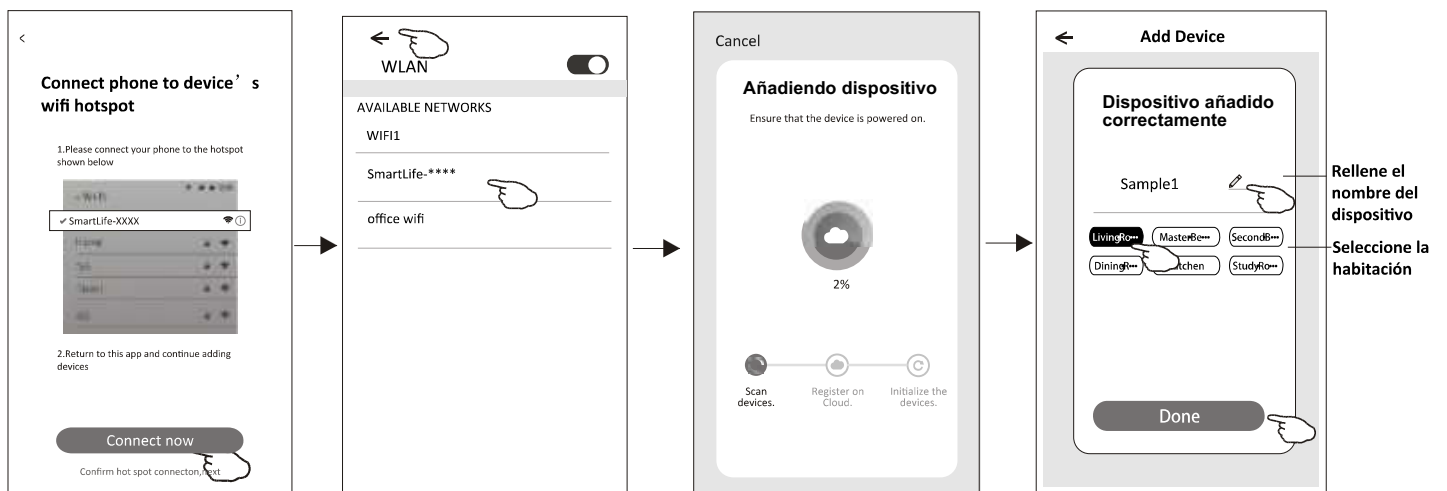 <
Connect phone to device’s
wifi hotspot
1.Please connect your phone to the hotspot
shown below
SmartLife-XXXX
2.Return to this app and continue adding
devices
Connect now
Confirm hot spot connecton,next
WLAN
AVAILABLE NETWORKS
WIFI1
SmartLife-****
office wifi
Cancel
Añadiendo dispositivo
Ensure that the device is powered on.
2%
Scan
devices.
Register on
Cloud.
Initialize the
devices.
Add Device
Dispositivo añadido
correctamente
Sample1
LivingRo··· MasterBe··· SecondB···
DiningR··· StudyRo···
Done
Rellene el
nombre del
dispositivo
Seleccione la
habitación